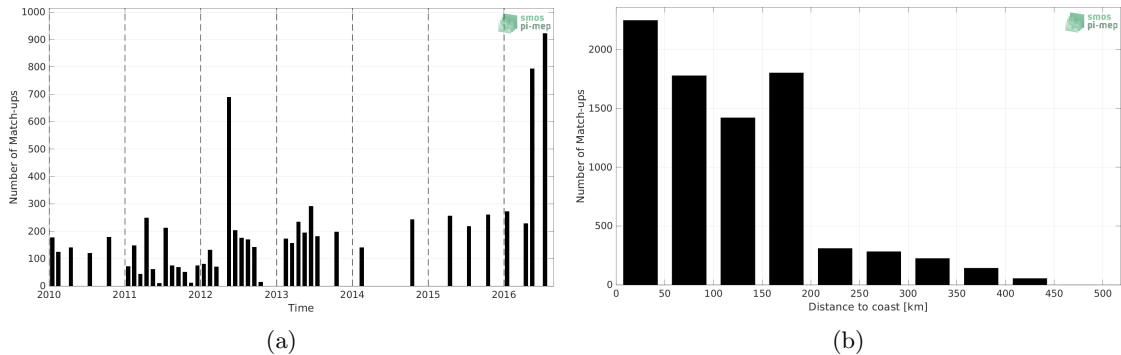 1000
900
800
700
600
500
400
300
200
100
0
Number of Match-ups
2010 2011 2012 2013 2014 2015 2016
Time
smos
pi-mep
(a)
2000
1500
1000
500
0
Number of Match-ups
0 50 100 150 200 250 300 350 400 450 500
Distance to coast [km]
smos
pi-mep
(b)